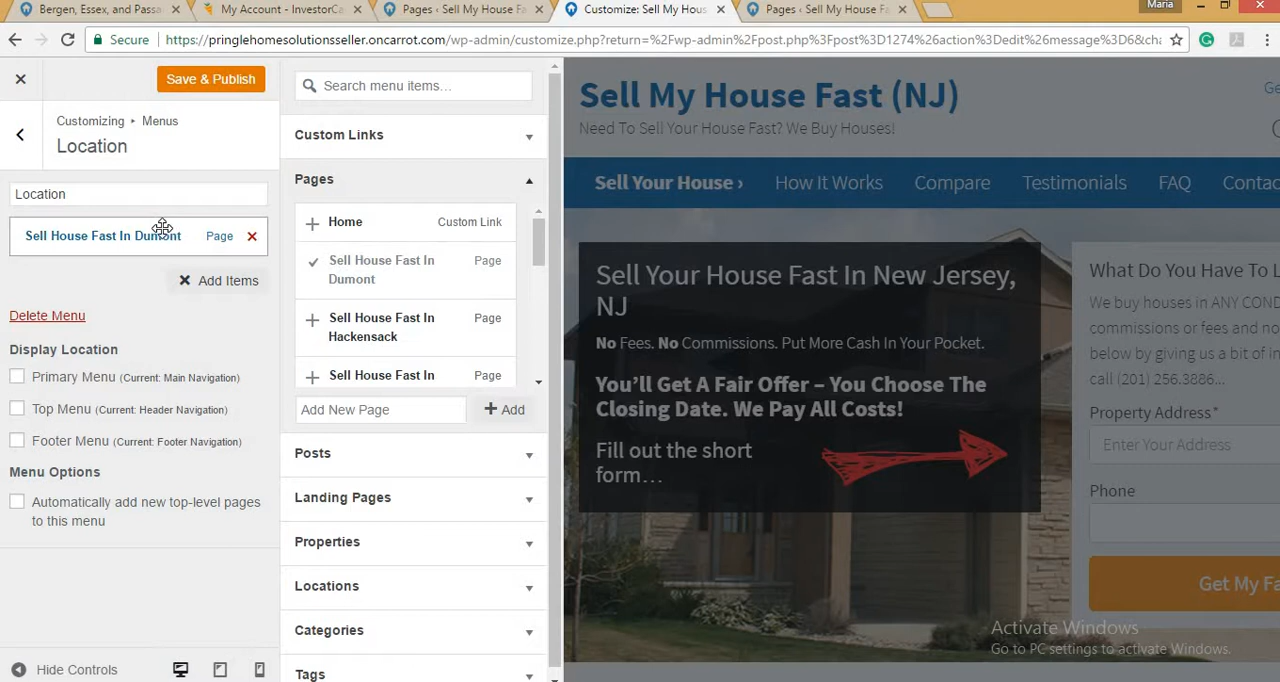 Bergen, Essex, and Passa
My Account - InvestorCa
Pages ‹ Sell My House Fa
Customize: Sell My Hous
Pages ‹ Sell My House Fa
Maria
Secure
https://pringlehomesolutionsseller.oncarrot.com/wp-admin/customize.php?return=%2Fwp-admin%2Fpost.php%3Fpost%3D1274%26action%3Dedit%26message%3D6&cha
Save & Publish
Customizing ▸ Menus
Location
Location
Sell House Fast In Dumont
Page
Add Items
Delete Menu
Display Location
Primary Menu (Current: Main Navigation)
Top Menu (Current: Header Navigation)
Footer Menu (Current: Footer Navigation)
Menu Options
Automatically add new top-level pages
to this menu
Hide Controls
Search menu items…
Custom Links
Pages
Home
Custom Link
Sell House Fast In
Dumont
Page
Sell House Fast In
Hackensack
Page
Sell House Fast In
Page
Add New Page
Add
Posts
Landing Pages
Properties
Locations
Categories
Tags
Sell My House Fast (NJ)
Need To Sell Your House Fast? We Buy Houses!
Ge
Sell Your House ›
How It Works
Compare
Testimonials
FAQ
Contac
Sell Your House Fast In New Jersey,
NJ
No Fees. No Commissions. Put More Cash In Your Pocket.
You’ll Get A Fair Offer – You Choose The
Closing Date. We Pay All Costs!
Fill out the short
form…
What Do You Have To L
We buy houses in ANY COND
commissions or fees and no
below by giving us a bit of in
call (201) 256.3886...
Property Address*
Enter Your Address
Phone
Get My Fa
Activate Windows
Go to PC settings to activate Windows.